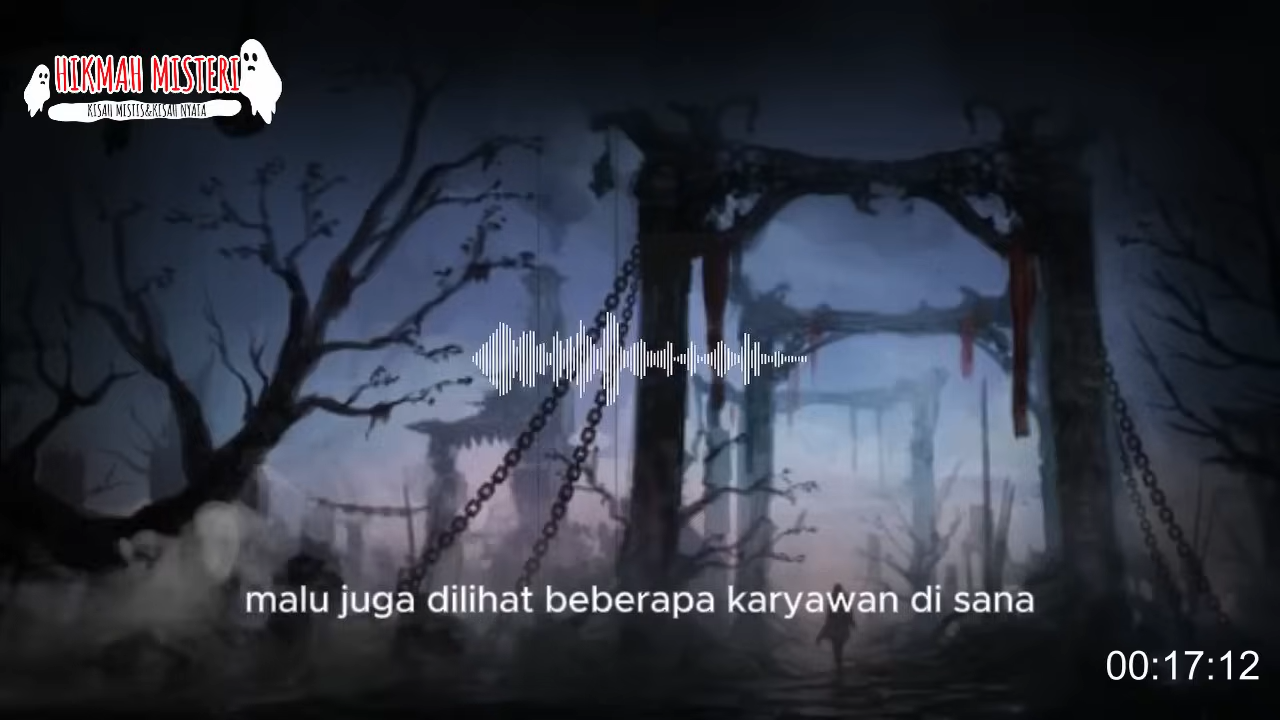 HIKMAH MISTERI
KISAH MISTIS&KISAH NYATA
malu juga dilihat beberapa karyawan di sana
00:17:12